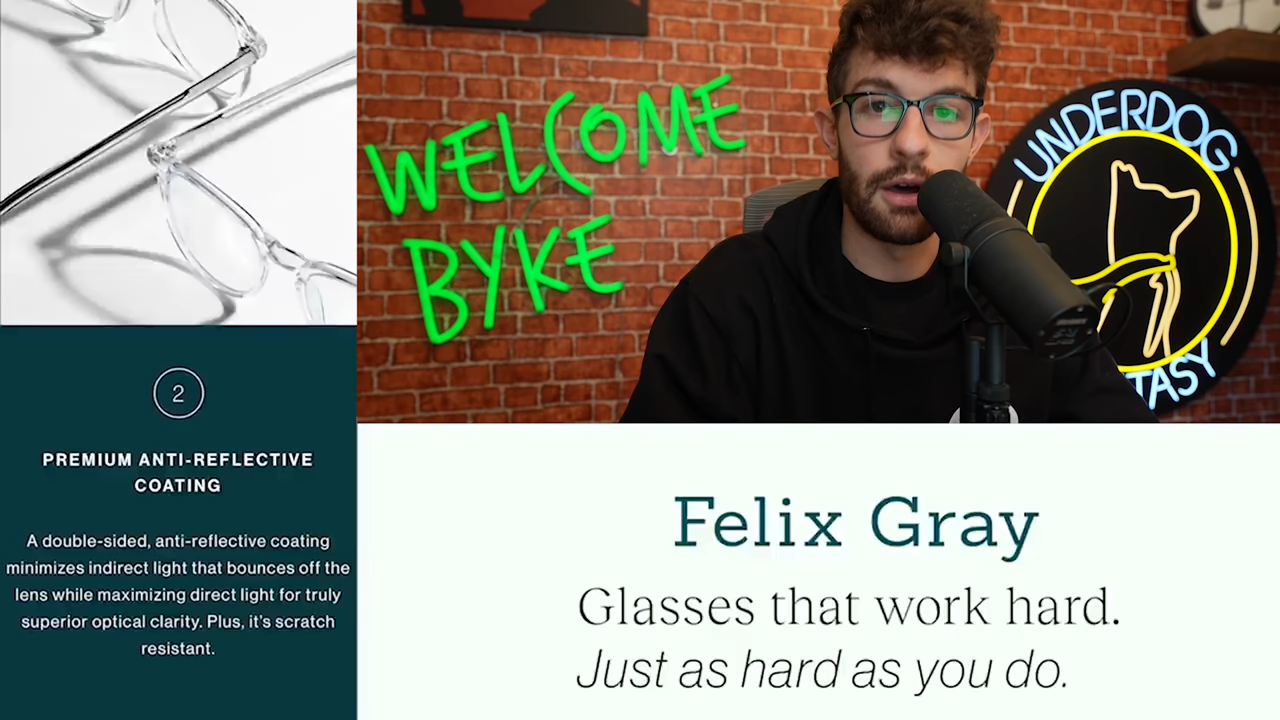 WELCOME
BYKE
UNDERDOG
TASY
2
PREMIUM ANTI-REFLECTIVE
COATING
A double-sided, anti-reflective coating
minimizes indirect light that bounces off the
lens while maximizing direct light for truly
superior optical clarity. Plus, it's scratch
resistant.
Felix Gray
Glasses that work hard.
Just as hard as you do.